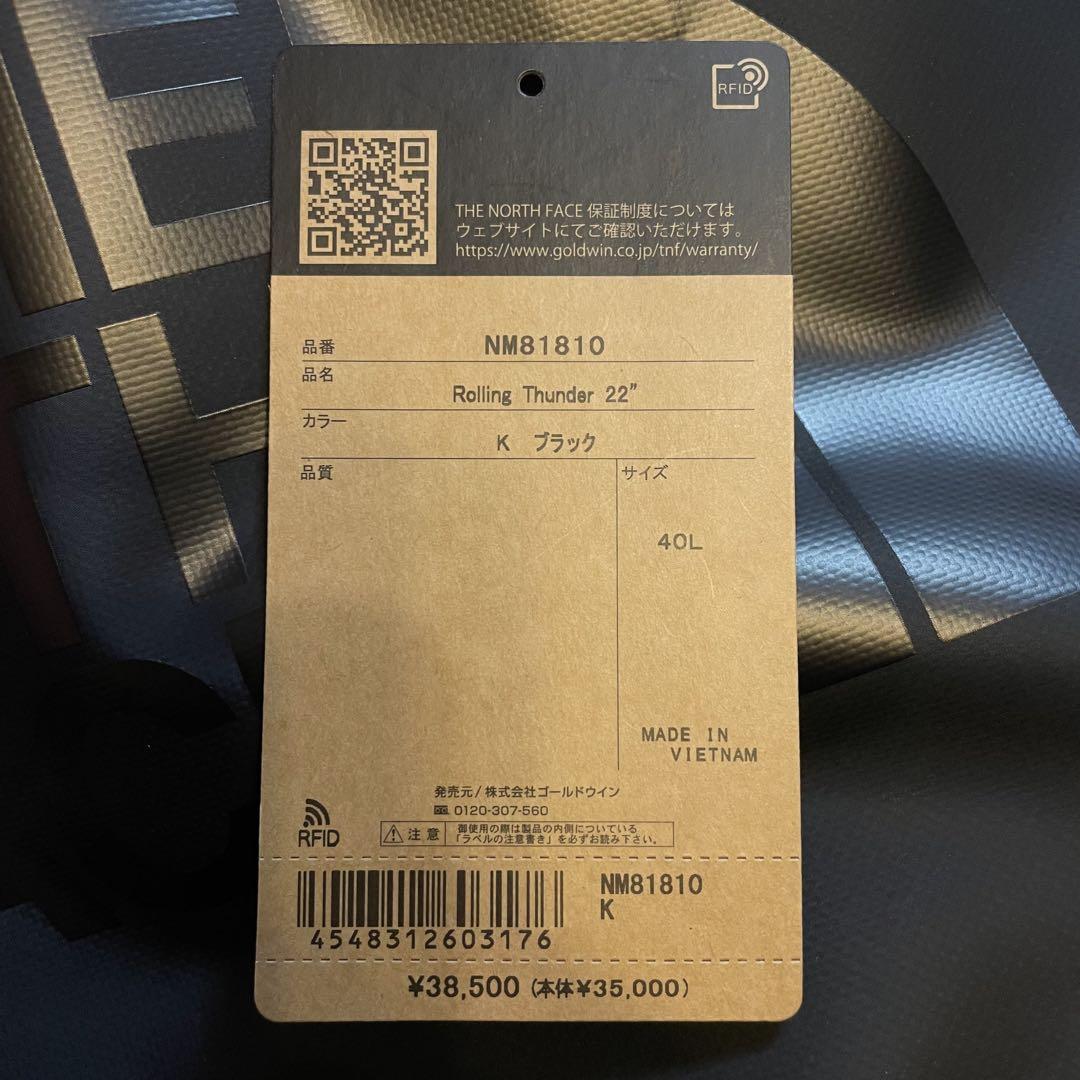 RFID
THE NORTH FACE 保証制度については
ウェブサイトにてご確認いただけます。
https://www.goldwin.co.jp/tnf/warranty/
品番 NM81810
品名 Rolling Thunder 22”
カラー K ブラック
品質
サイズ
40L
MADE IN
VIETNAM
発売元/株式会社ゴールドウイン
0120-307-560
RFID
注意
御使用の際は製品の内側についている
「ラベルの注意書き」を必ずお読み下さい。
NM81810
K
4548312603176
¥38,500 (本体¥35,000)